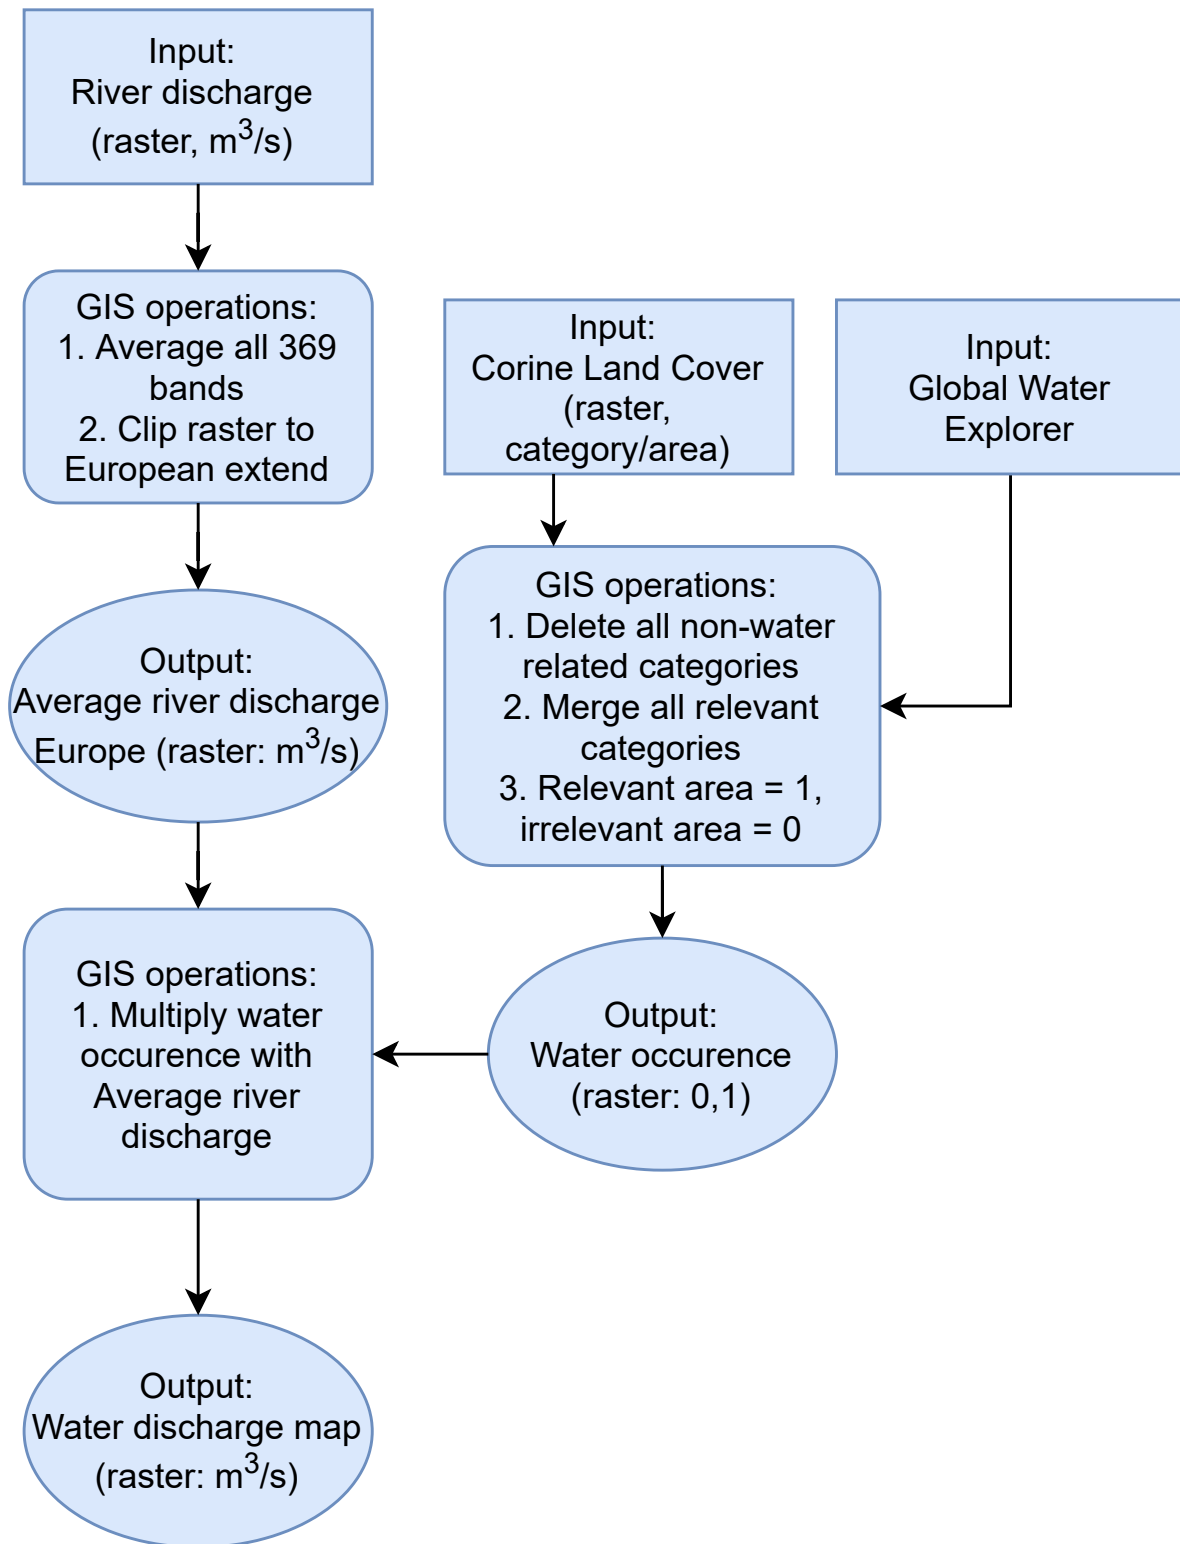 Input:
River discharge
(raster, m³/s)
GIS operations:
1. Average all 369
bands
2. Clip raster to
European extend
Input:
Corine Land Cover
(raster,
category/area)
Input:
Global Water
Explorer
GIS operations:
1. Delete all non-water
related categories
2. Merge all relevant
categories
3. Relevant area = 1,
irrelevant area = 0
Output:
Average river discharge
Europe (raster: m³/s)
GIS operations:
1. Multiply water
occurence with
Average river
discharge
Output:
Water occurence
(raster: 0,1)
Output:
Water discharge map
(raster: m³/s)